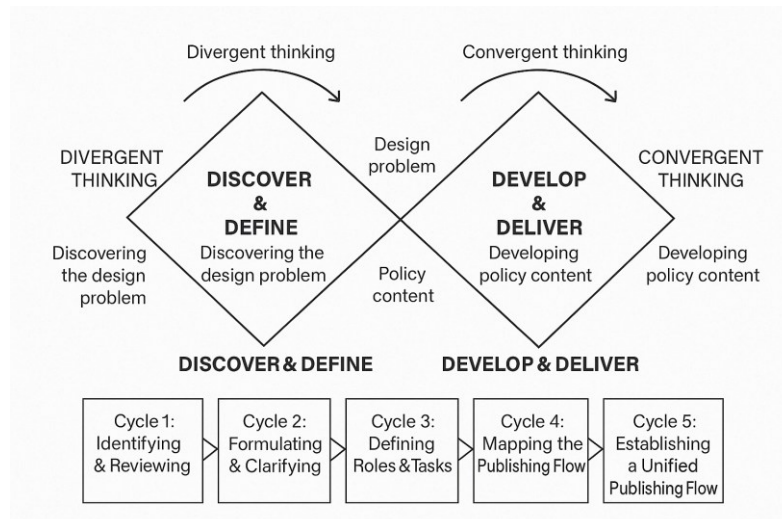 Divergent thinking
Convergent thinking
DIVERGENT
THINKING
Discovering
the design
problem
DISCOVER
&
DEFINE
Discovering the
design problem
Design
problem
Policy
content
DEVELOP
&
DELIVER
Developing
policy content
CONVERGENT
THINKING
Developing
policy content
DISCOVER & DEFINE
DEVELOP & DELIVER
Cycle 1:
Identifying
& Reviewing
Cycle 2:
Formulating
& Clarifying
Cycle 3:
Defining
Roles & Tasks
Cycle 4:
Mapping the
Publishing Flow
Cycle 5:
Establishing
a Unified
Publishing Flow